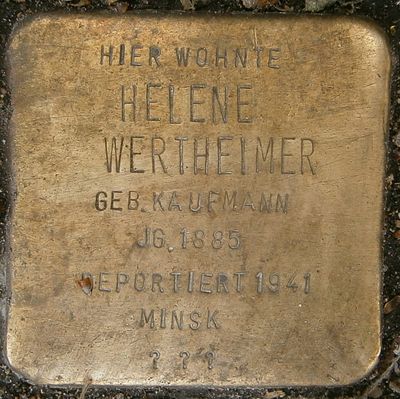 HIER WOHNTE
HELENE
WERTHEIMER
GEB. KAUFMANN
JG. 1885
DEPORTIERT 1941
MINSK
? ? ?